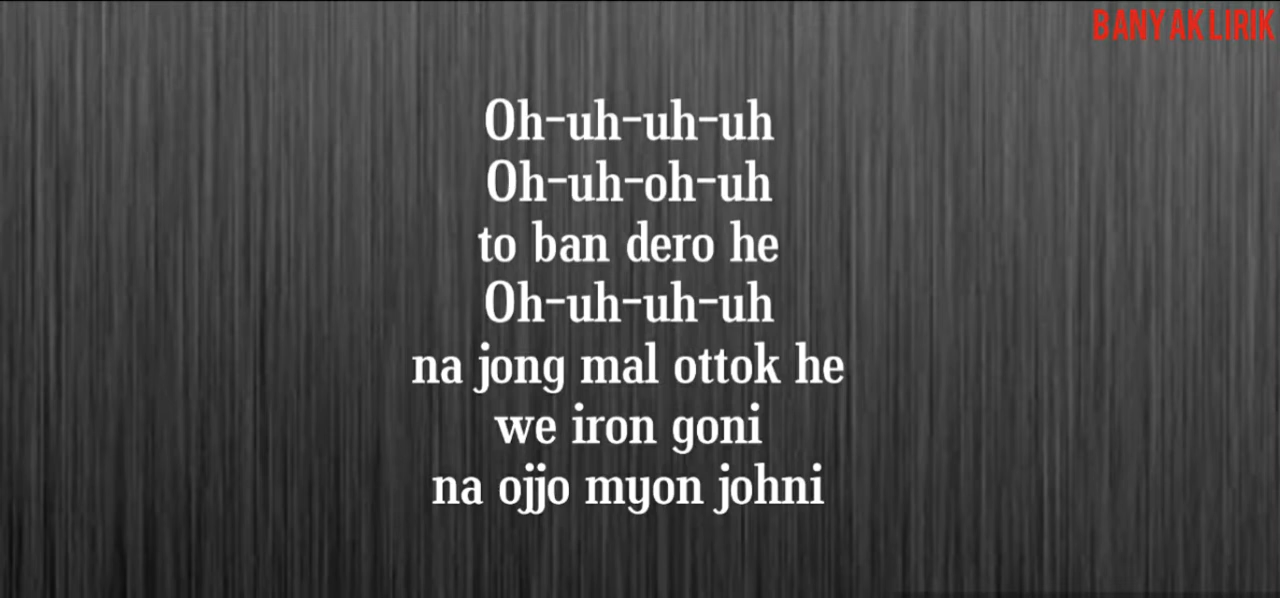 BANYAK LIRIK
Oh-uh-uh-uh
Oh-uh-oh-uh
to ban dero he
Oh-uh-uh-uh
na jong mal ottok he
we iron goni
na ojjo myon johni